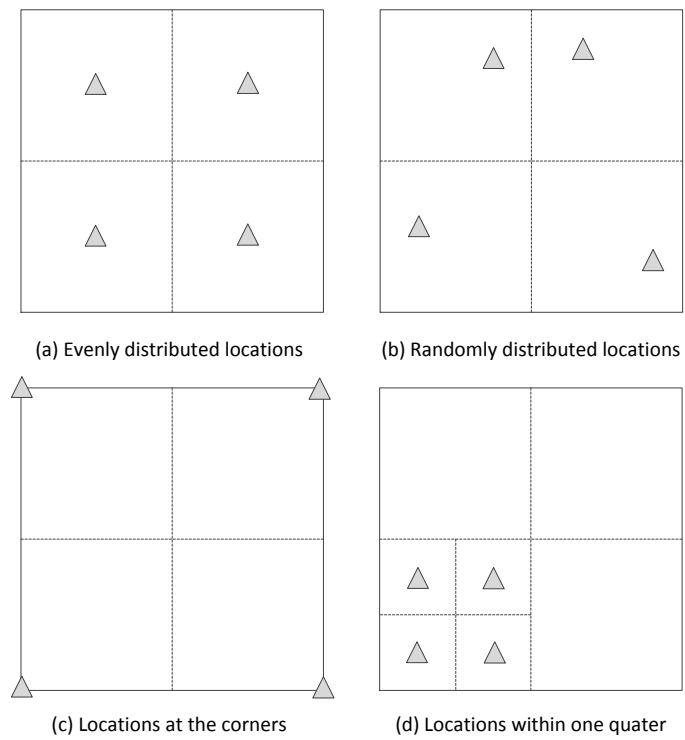 (a) Evenly distributed locations
(b) Randomly distributed locations
(c) Locations at the corners
(d) Locations within one quater